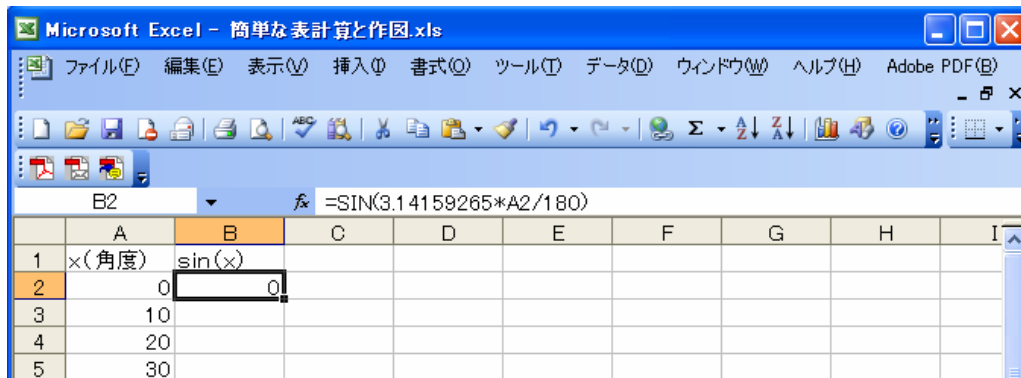 Microsoft Excel - 簡単な表計算と作図.xls
ファイル(F) 編集(E) 表示(V) 挿入(I) 書式(O) ツール(T) データ(D) ウィンドウ(W) ヘルプ(H) Adobe PDF(B)
ABC Σ A Z Z A
B2 fx =SIN(3.14159265*A2/180)
A B C D E F G H I
1 x(角度) sin(x)
2 0 0
3 10
4 20
5 30